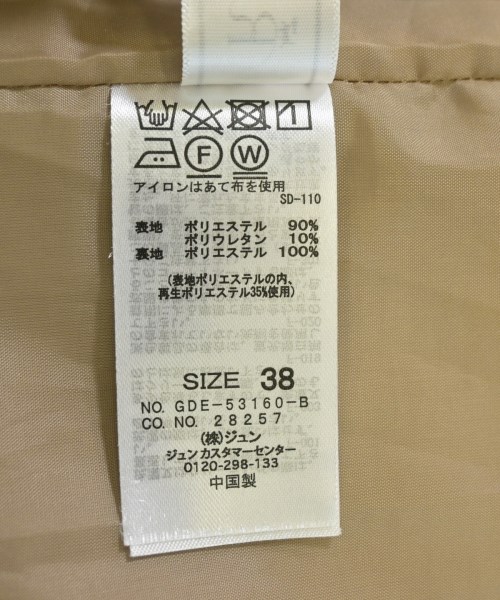 F W
アイロンはあて布を使用
SD-110
表地 ポリエステル 90%
ポリウレタン 10%
裏地 ポリエステル 100%
(表地ポリエステルの内、
再生ポリエステル35%使用)
SIZE 38
NO. GDE-53160-B
CO. NO. 28257
(株)ジュン
ジュンカスタマーセンター
0120-298-133
中国製